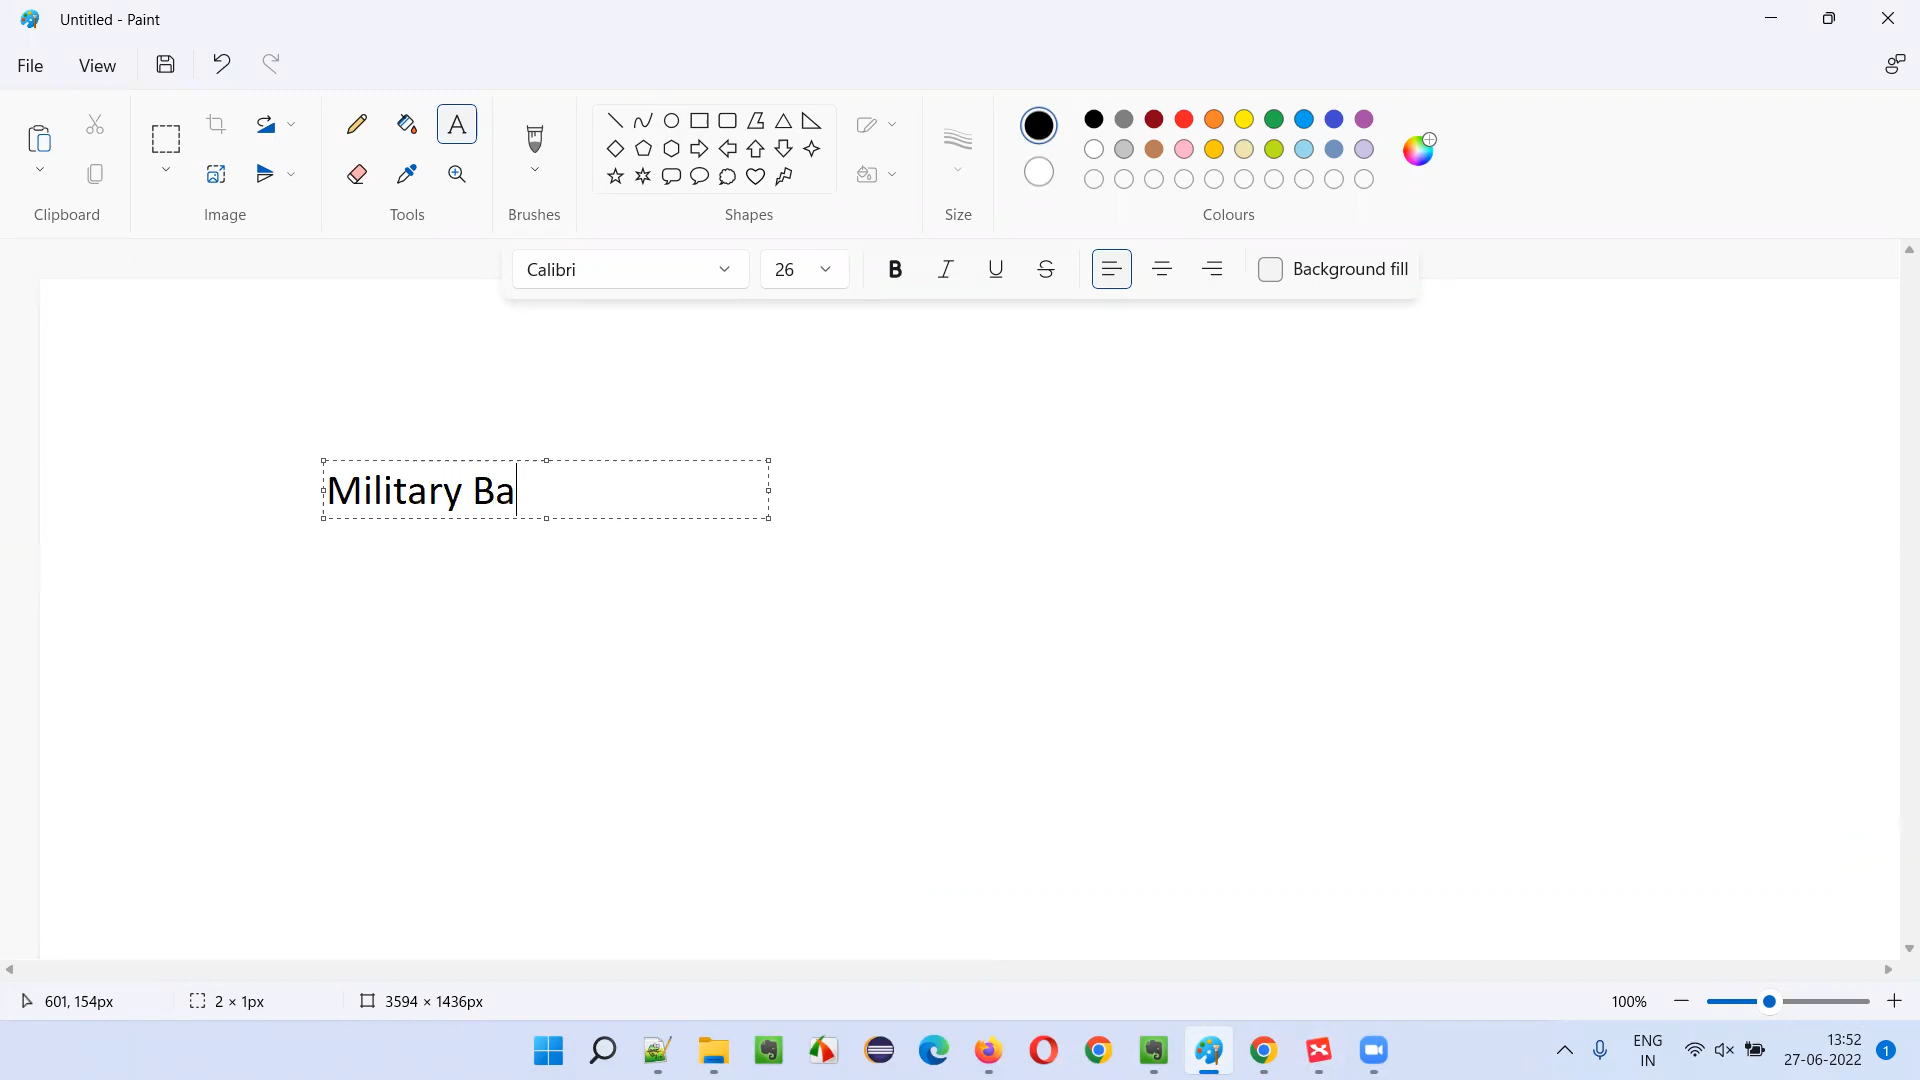 Untitled - Paint
File View
Clipboard Image Tools Brushes Shapes Size Colours
Calibri 26 B I U S Background fill
Military Ba
601, 154px 2 × 1px 3594 × 1436px 100%
ENG 13:52
IN 27-06-2022 1